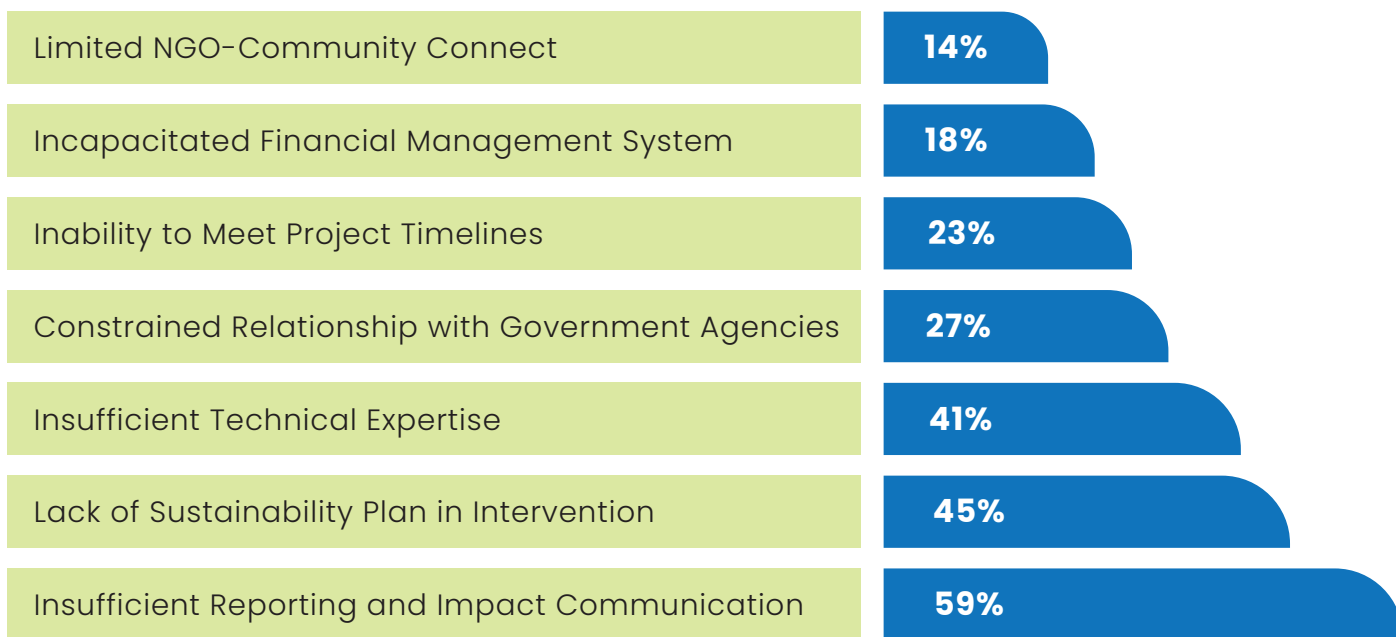 Limited NGO-Community Connect 14%
Incapacitated Financial Management System 18%
Inability to Meet Project Timelines 23%
Constrained Relationship with Government Agencies 27%
Insufficient Technical Expertise 41%
Lack of Sustainability Plan in Intervention 45%
Insufficient Reporting and Impact Communication 59%